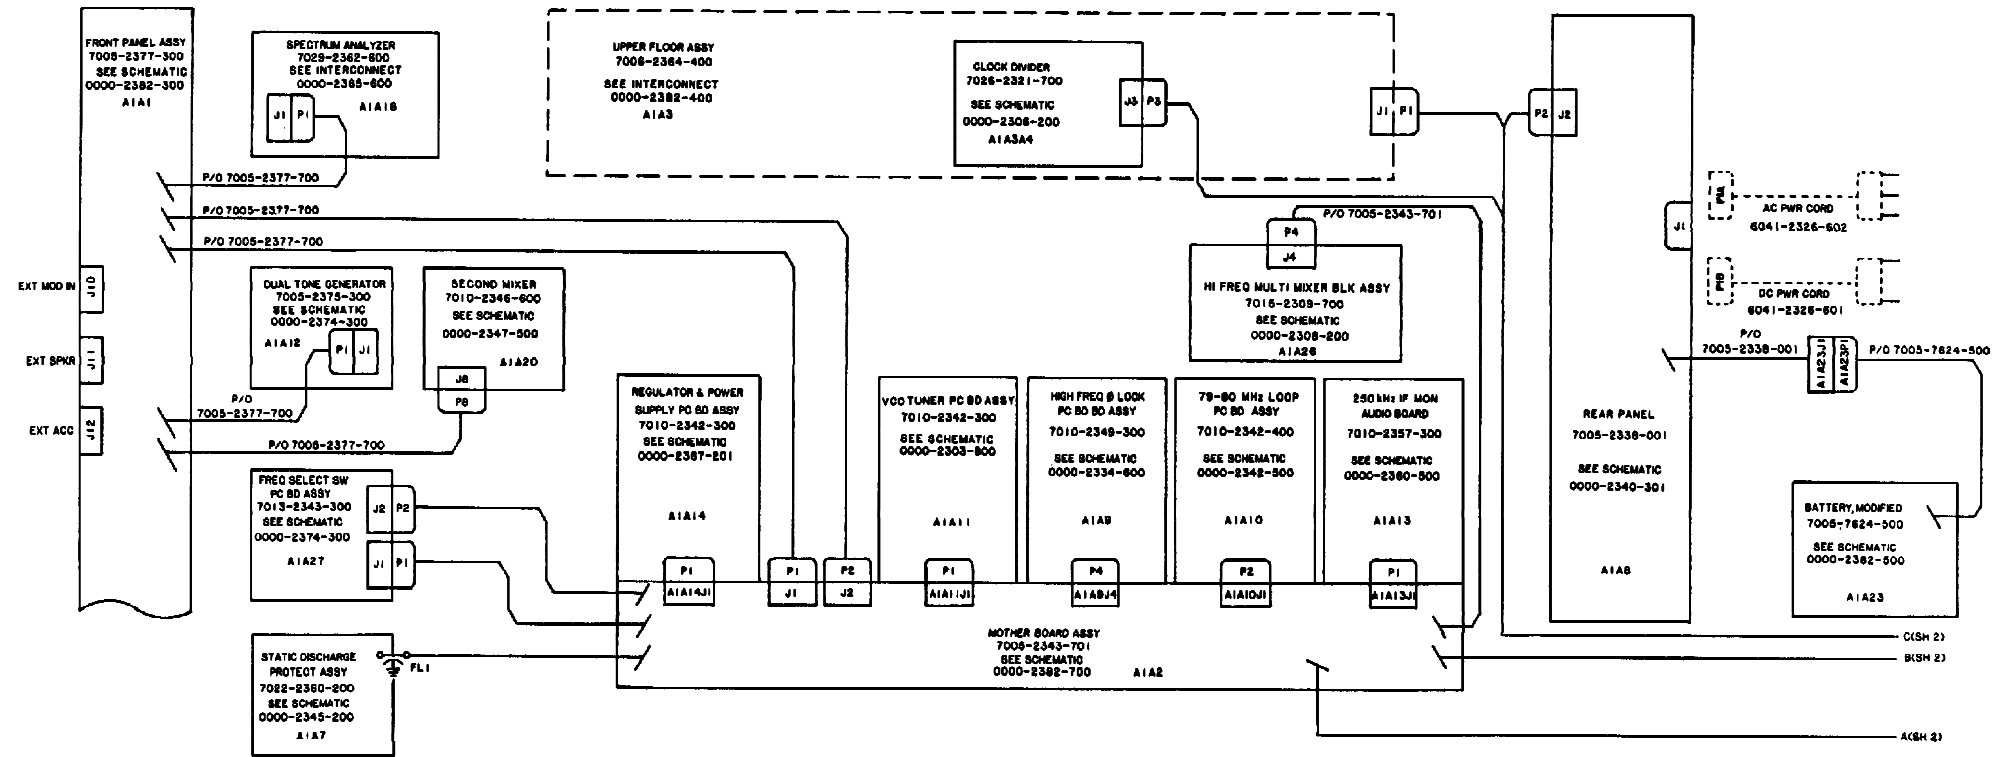 FRONT PANEL ASSY
7005-2377-300
SEE SCHEMATIC
0000-2382-300
A1A1
SPECTRUM ANALYZER
7029-2362-600
SEE INTERCONNECT
0000-2385-600
A1A18
J1 P1
UPPER FLOOR ASSY
7006-2364-400
SEE INTERCONNECT
0000-2382-400
A1A3
CLOCK DIVIDER
7026-2321-700
SEE SCHEMATIC
0000-2306-200
A1A3A4
J3 P3
J1 P1
P2 J2
P/O 7005-2377-700
P/O 7005-2377-700
P/O 7005-2377-700
P/O 7005-2343-701
P4
J4
HI FREQ MULTI MIXER BLK ASSY
7015-2309-700
SEE SCHEMATIC
0000-2308-200
A1A26
J1
AC PWR CORD
6041-2326-602
DC PWR CORD
6041-2326-601
P/O
7005-2338-001
A1A23J1
A1A23P1
P/O 7005-7624-500
EXT MOD IN
J10
EXT SPKR
J11
EXT ACC
J12
DUAL TONE GENERATOR
7005-2375-300
SEE SCHEMATIC
0000-2374-300
A1A12
P1 J1
SECOND MIXER
7010-2346-600
SEE SCHEMATIC
0000-2347-500
A1A20
J8
P8
P/O
7005-2377-700
P/O 7005-2377-700
FREQ SELECT SW
PC BD ASSY
7013-2343-300
SEE SCHEMATIC
0000-2374-300
A1A27
J2 P2
J1 P1
REGULATOR & POWER
SUPPLY PC BD ASSY
7010-2342-300
SEE SCHEMATIC
0000-2367-201
A1A14
P1
A1A14J1
P1
J1
P2
J2
VCO TUNER PC BD ASSY
7010-2342-300
SEE SCHEMATIC
0000-2303-800
A1A11
P1
A1A11J1
HIGH FREQ Ø LOCK
PC BD BD ASSY
7010-2349-300
SEE SCHEMATIC
0000-2334-600
A1A9
P4
A1A9J4
79-80 MHz LOOP
PC BD ASSY
7010-2342-400
SEE SCHEMATIC
0000-2342-500
A1A10
P2
A1A10J1
250 kHz IF MON
AUDIO BOARD
7010-2357-300
SEE SCHEMATIC
0000-2360-500
A1A13
P1
A1A13J1
REAR PANEL
7005-2338-001
SEE SCHEMATIC
0000-2340-301
A1A8
BATTERY, MODIFIED
7005-7624-500
SEE SCHEMATIC
0000-2382-500
A1A23
STATIC DISCHARGE
PROTECT ASSY
7022-2360-200
SEE SCHEMATIC
0000-2345-200
A1A7
FL1
MOTHER BOARD ASSY
7005-2343-701
SEE SCHEMATIC
0000-2382-700
A1A2
C(SH 2)
B(SH 2)
A(SH 2)